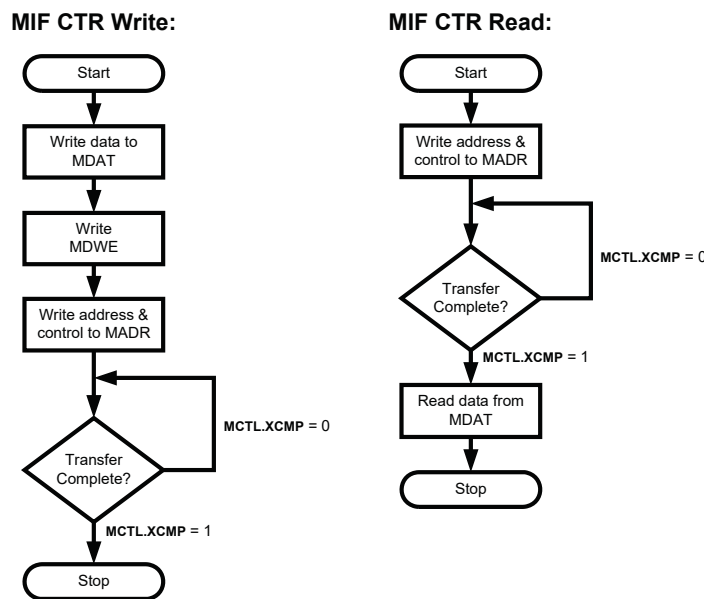 MIF CTR Write:
Start
Write data to
MDAT
Write
MDWE
Write address &
control to MADR
MCTL.XCMP = 0
Transfer
Complete?
MCTL.XCMP = 1
Stop
MIF CTR Read:
Start
Write address &
control to MADR
MCTL.XCMP = 0
Transfer
Complete?
MCTL.XCMP = 1
Read data from
MDAT
Stop